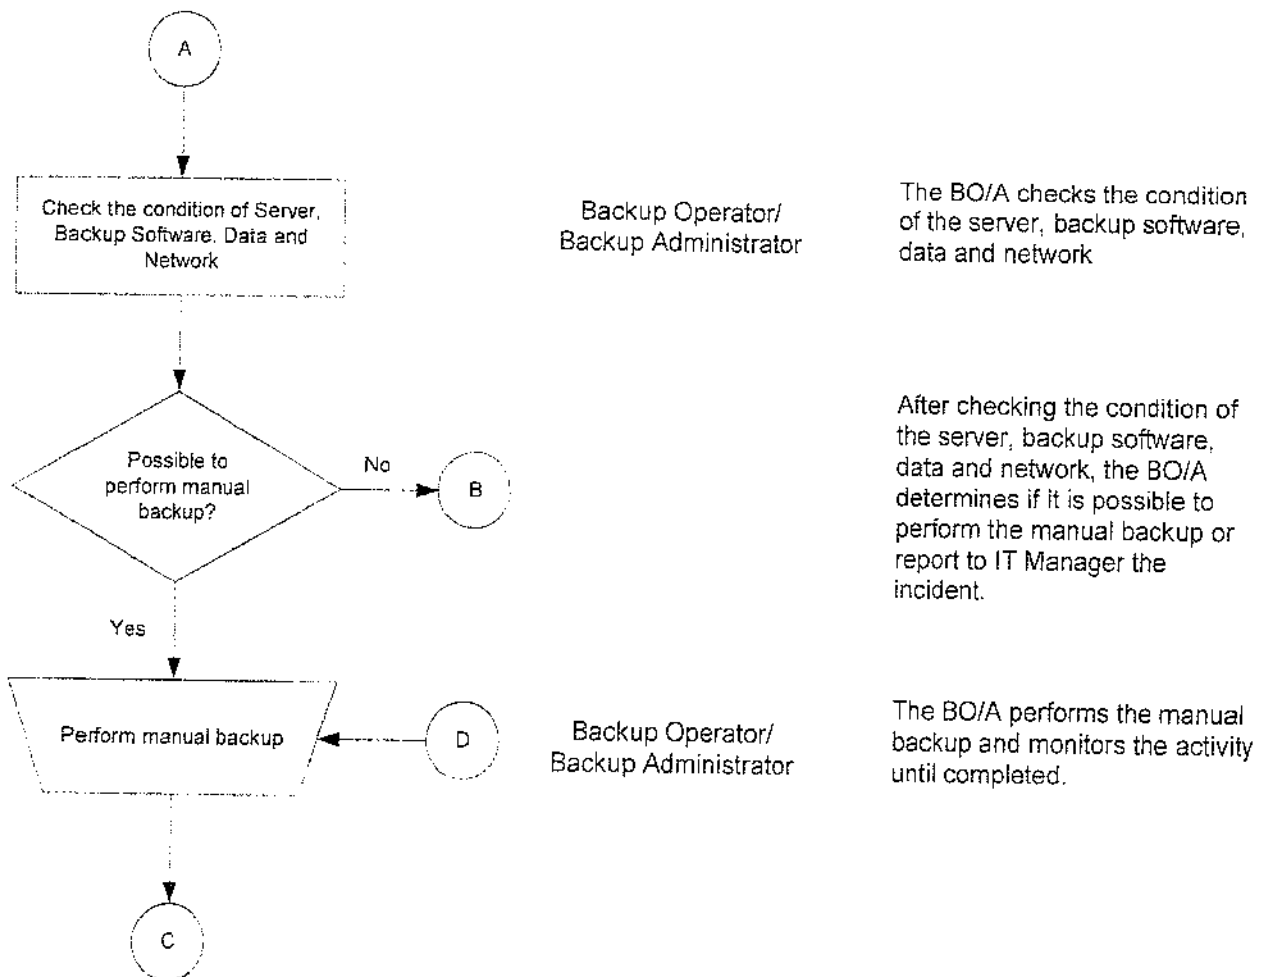 A
Check the condition of Server,
Backup Software, Data and
Network
Backup Operator/
Backup Administrator
The BO/A checks the condition
of the server, backup software,
data and network
Possible to
perform manual
backup?
No
B
After checking the condition of
the server, backup software,
data and network, the BO/A
determines if it is possible to
perform the manual backup or
report to IT Manager the
incident.
Yes
Perform manual backup
D
Backup Operator/
Backup Administrator
The BO/A performs the manual
backup and monitors the activity
until completed.
C